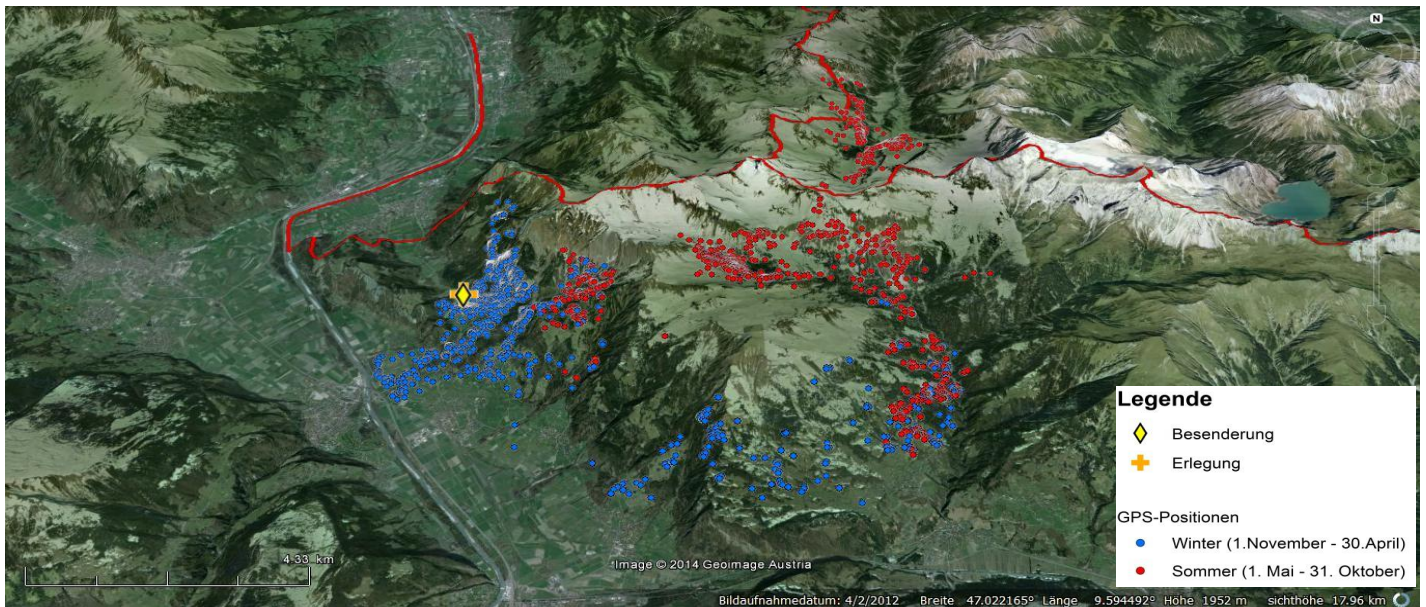 N
Legende
Besenderung
Erlegung
GPS-Positionen
Winter (1.November - 30.April)
Sommer (1. Mai - 31. Oktober)
4.33 km
Image © 2014 Geoimage Austria
Bildaufnahmedatum: 4/2/2012 Breite 47.022165° Länge 9.594492° Höhe 1952 m sichthöhe 17.96 km